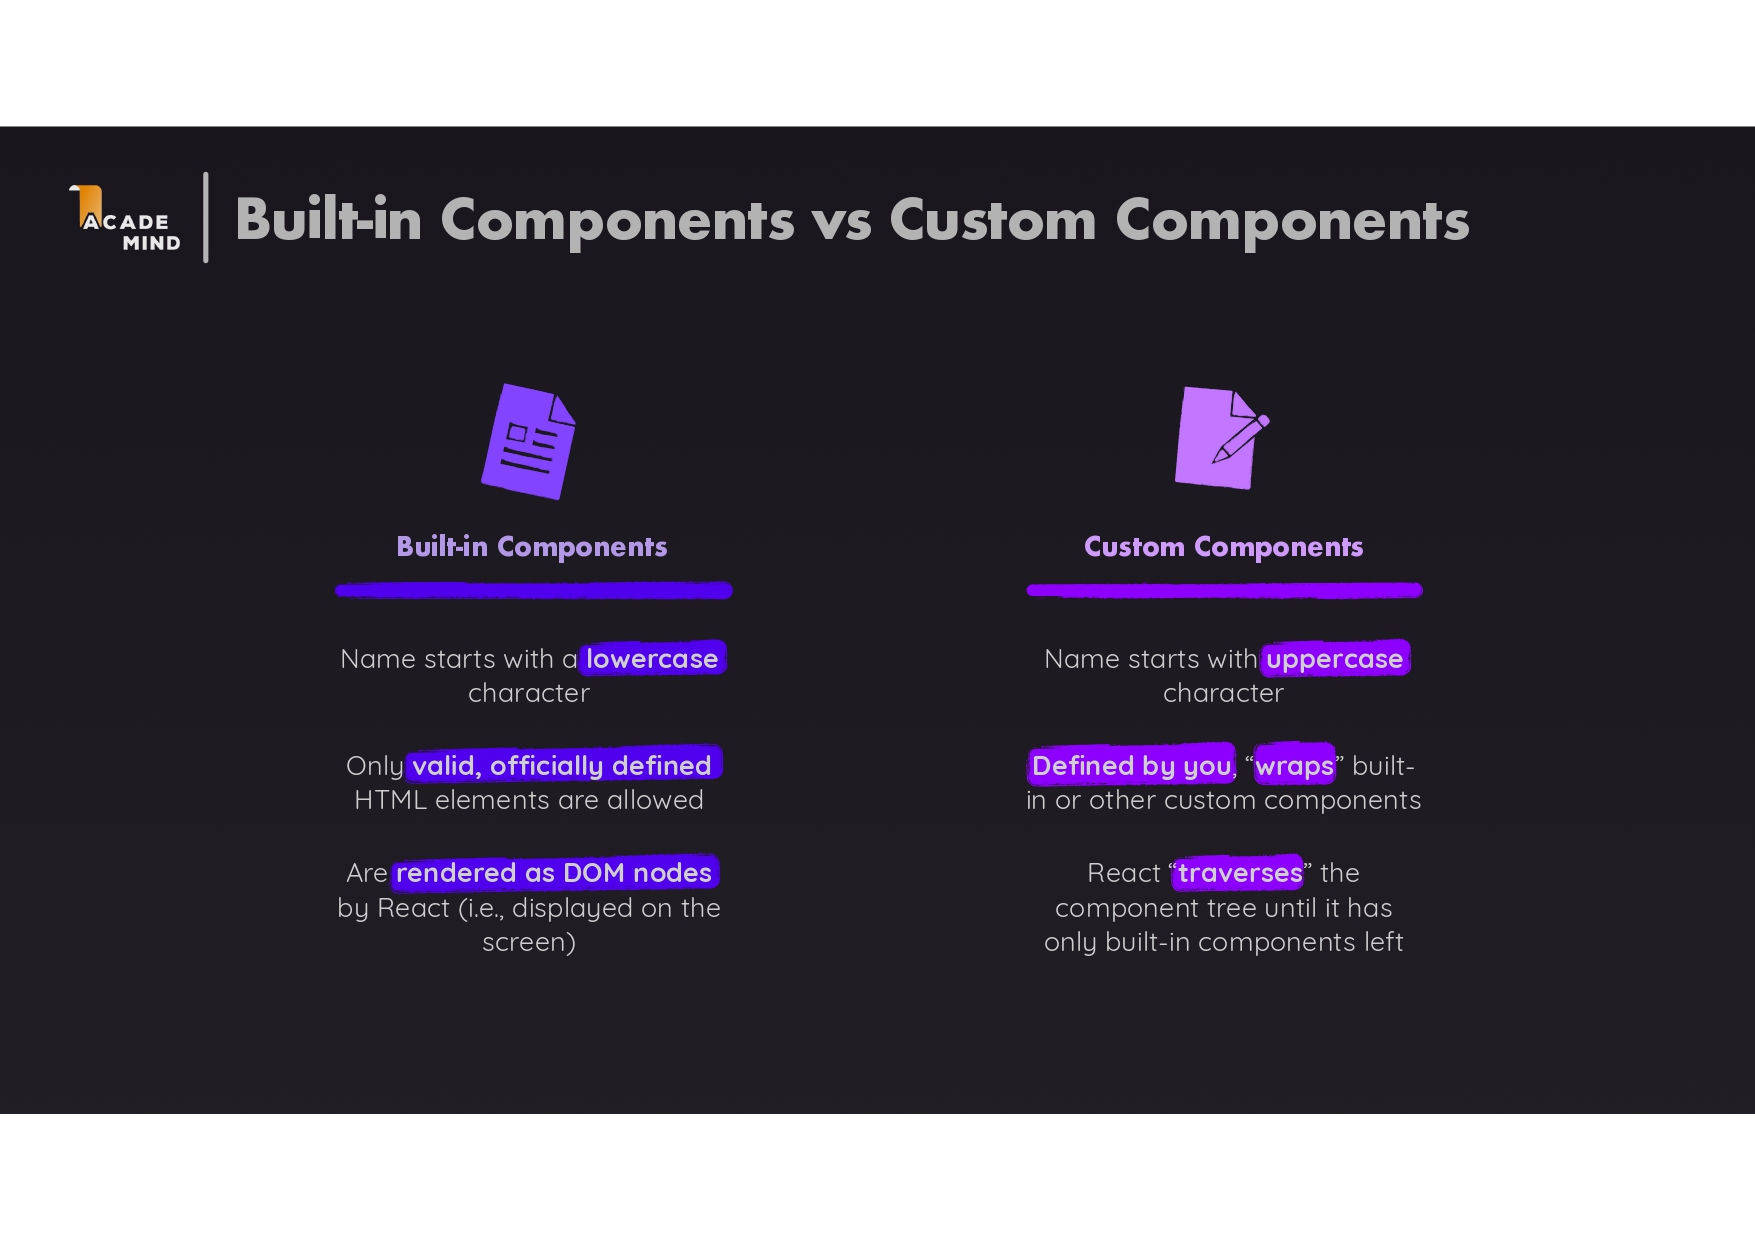 ACADE
MIND
Built-in Components vs Custom Components
Built-in Components
Name starts with a lowercase
character
Only valid, officially defined
HTML elements are allowed
Are rendered as DOM nodes
by React (i.e., displayed on the
screen)
Custom Components
Name starts with uppercase
character
Defined by you, “wraps” built-
in or other custom components
React “traverses” the
component tree until it has
only built-in components left